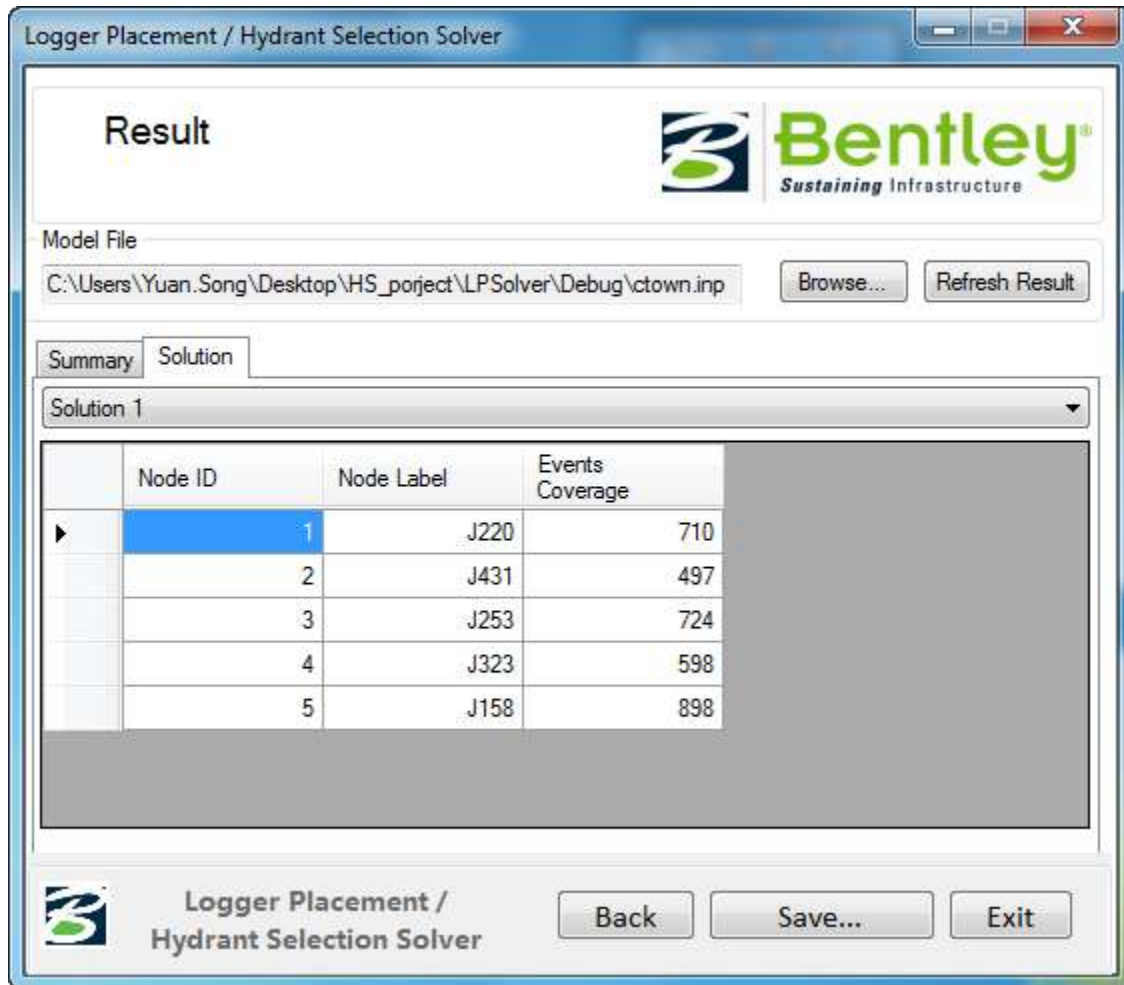 Logger Placement / Hydrant Selection Solver
Result
Bentley®
Sustaining Infrastructure
Model File
C:\Users\Yuan.Song\Desktop\HS_porject\LPSolver\Debug\ctown.inp
Browse...
Refresh Result
Summary
Solution
Solution 1
Node ID Node Label Events Coverage
1 J220 710
2 J431 497
3 J253 724
4 J323 598
5 J158 898
Logger Placement /
Hydrant Selection Solver
Back
Save...
Exit